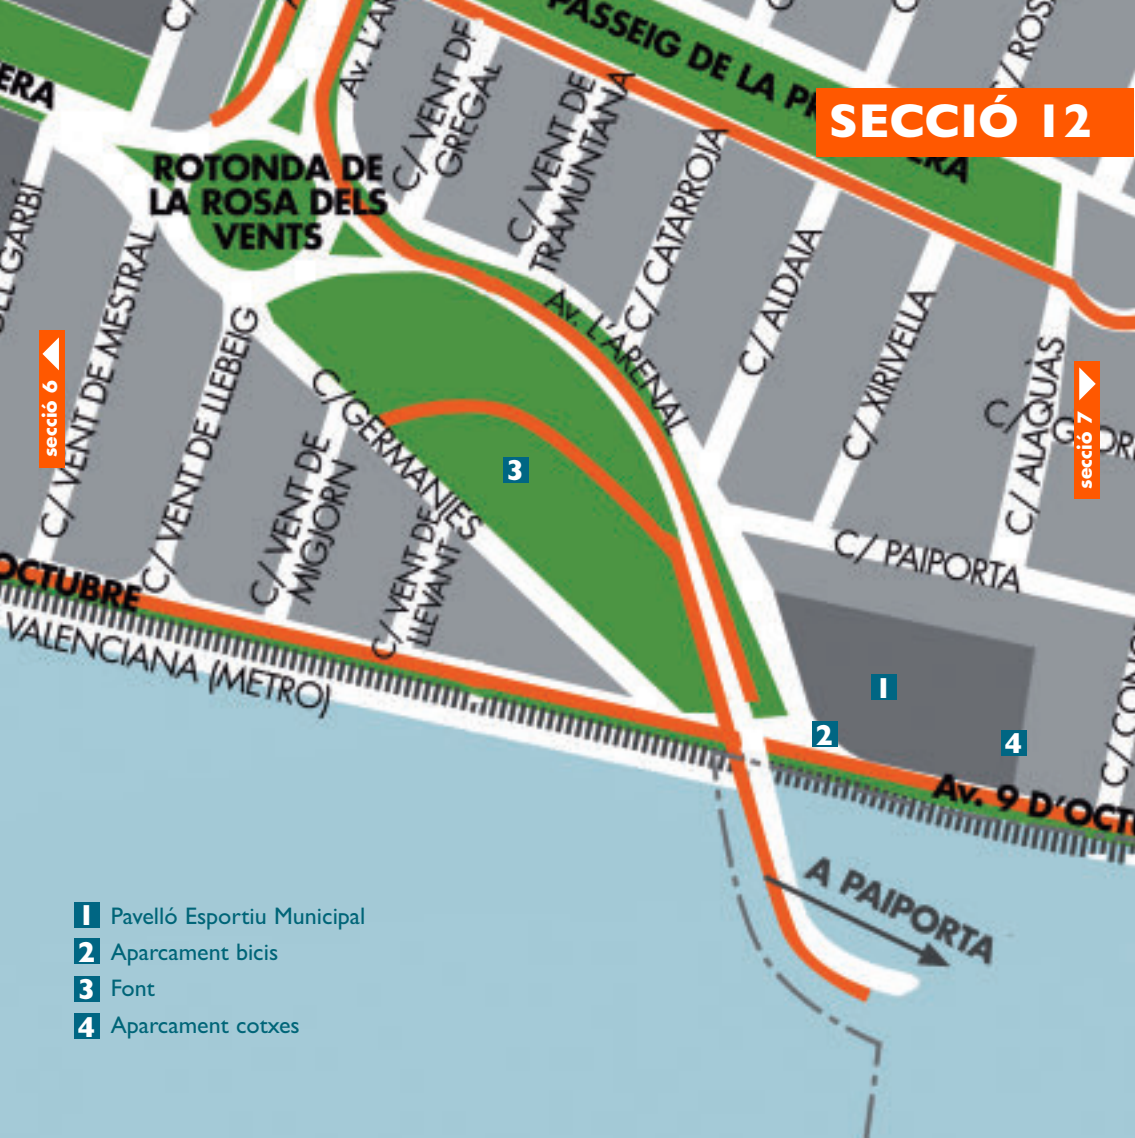 SECCIÓ 12
PASSEIG DE LA
ERA
ROTONDA DE
LA ROSA DELS
VENTS
Av. L'A
C/ VENT DE
GREGAL
C/ VENT DE
TRAMUNTANA
C/ CATARROJA
C/ ALDAIA
C/ XIRIVELLA
C/ ALAQUÀS
Av. L'ARENAL
C/ VENT DE MESTRAL
C/ VENT DE LLEBEIG
C/ GERMANIES
C/ VENT DE
MIGJORN
C/ VENT DE
LLEVANT
C/ PAIPORTA
secció 6
secció 7
3
1
2
4
OCTUBRE
VALENCIANA (METRO)
Av. 9 D'OCTU
A PAIPORTA
1 Pavelló Esportiu Municipal
2 Aparcament bicis
3 Font
4 Aparcament cotxes